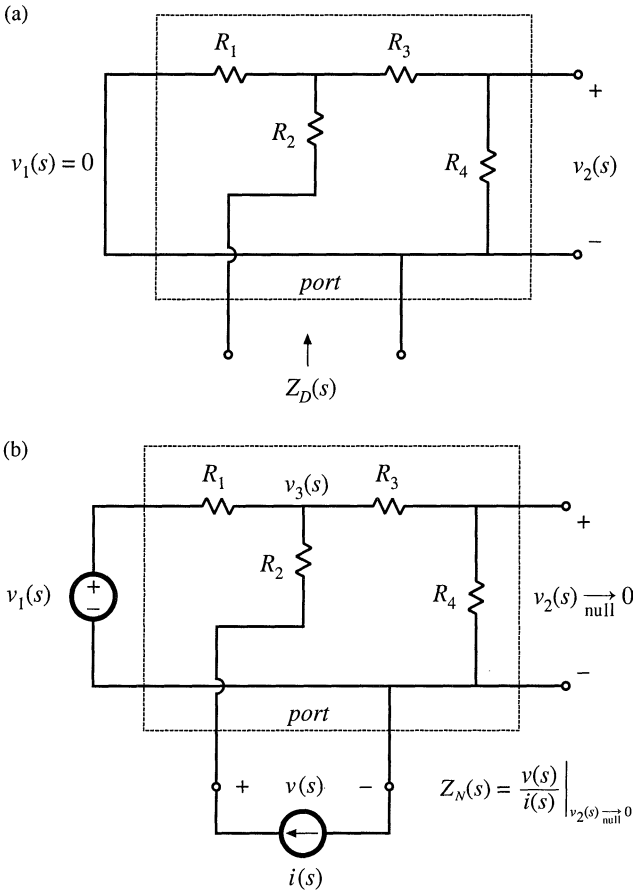 (a)
R1
R3
R2
R4
v1(s) = 0
+
v2(s)
−
port
ZD(s)
(b)
R1
v3(s)
R3
+
R2
R4
v1(s)
+
−
v2(s) → null 0
−
port
+ v(s) −
ZN(s) = v(s)/i(s) | v2(s) → null 0
i(s)